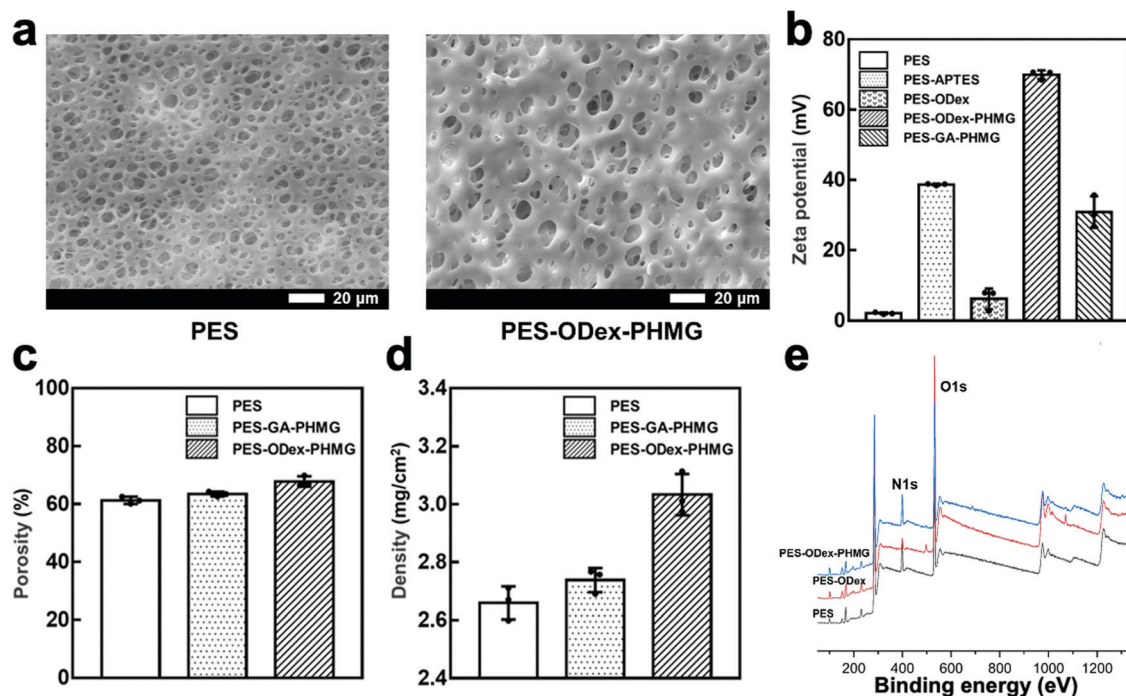 a
20 µm
PES
20 µm
PES-ODex-PHMG
b
Zeta potential (mV)
80
60
40
20
0
PES
PES-APTES
PES-ODex
PES-ODex-PHMG
PES-GA-PHMG
c
Porosity (%)
100
80
60
40
20
0
PES
PES-GA-PHMG
PES-ODex-PHMG
d
Density (mg/cm²)
3.4
3.2
3.0
2.8
2.6
2.4
PES
PES-GA-PHMG
PES-ODex-PHMG
e
O1s
N1s
PES-ODex-PHMG
PES-ODex
PES
200 400 600 800 1000 1200
Binding energy (eV)